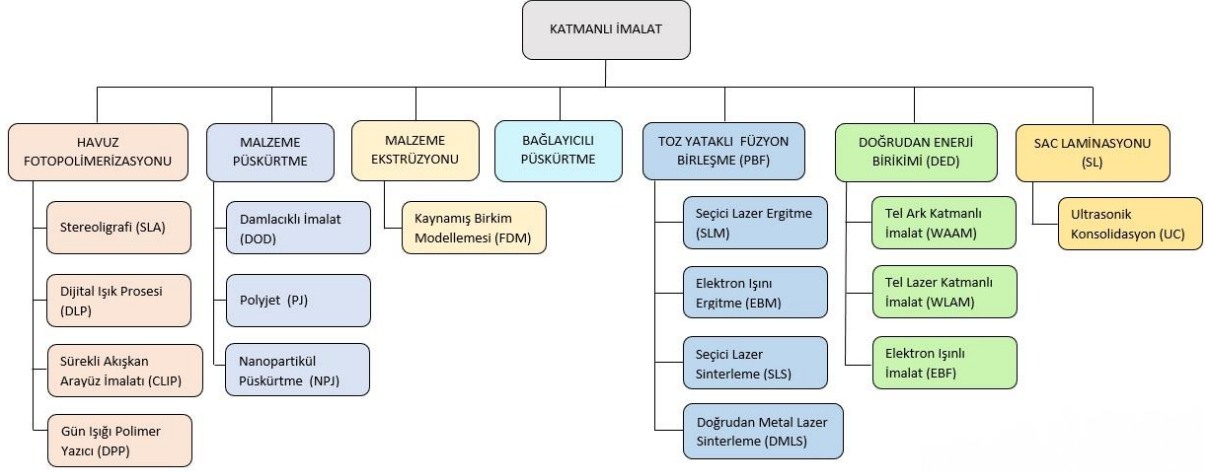 KATMANLI İMALAT
HAVUZ
FOTOPOLİMERİZASYONU
Stereoligrafi (SLA)
Dijital Işık Prosesi
(DLP)
Sürekli Akışkan
Arayüz İmalatı (CLIP)
Gün Işığı Polimer
Yazıcı (DPP)
MALZEME
PÜSKÜRTME
Damlacıklı İmalat
(DOD)
Polyjet (PJ)
Nanopartikül
Püskürtme (NPJ)
MALZEME
EKSTRÜZYONU
Kaynamış Birkim
Modellemesi (FDM)
BAĞLAYICILI
PÜSKÜRTME
TOZ YATAKLI FÜZYON
BİRLEŞME (PBF)
Seçici Lazer Ergitme
(SLM)
Elektron Işını
Ergitme (EBM)
Seçici Lazer
Sinterleme (SLS)
Doğrudan Metal Lazer
Sinterleme (DMLS)
DOĞRUDAN ENERJİ
BİRİKİMİ (DED)
Tel Ark Katmanlı
İmalat (WAAM)
Tel Lazer Katmanlı
İmalat (WLAM)
Elektron Işınlı
İmalat (EBF)
SAC LAMİNASYONU
(SL)
Ultrasonik
Konsolidasyon (UC)